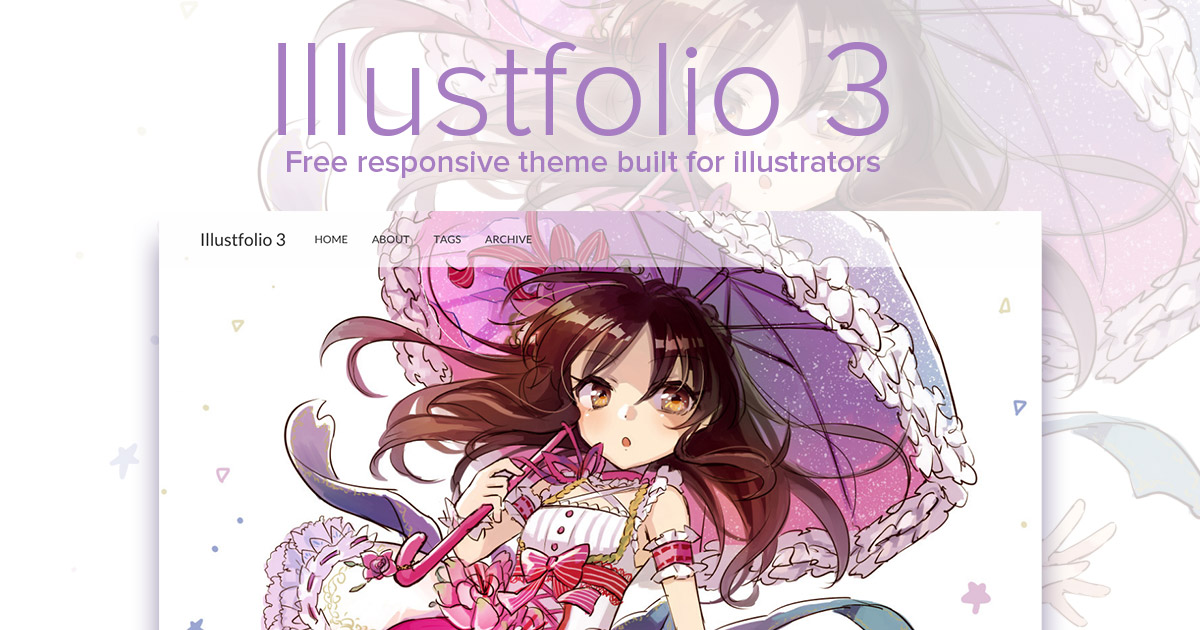 Illustfolio 3
Free responsive theme built for illustrators
Illustfolio 3 HOME ABOUT TAGS ARCHIVE